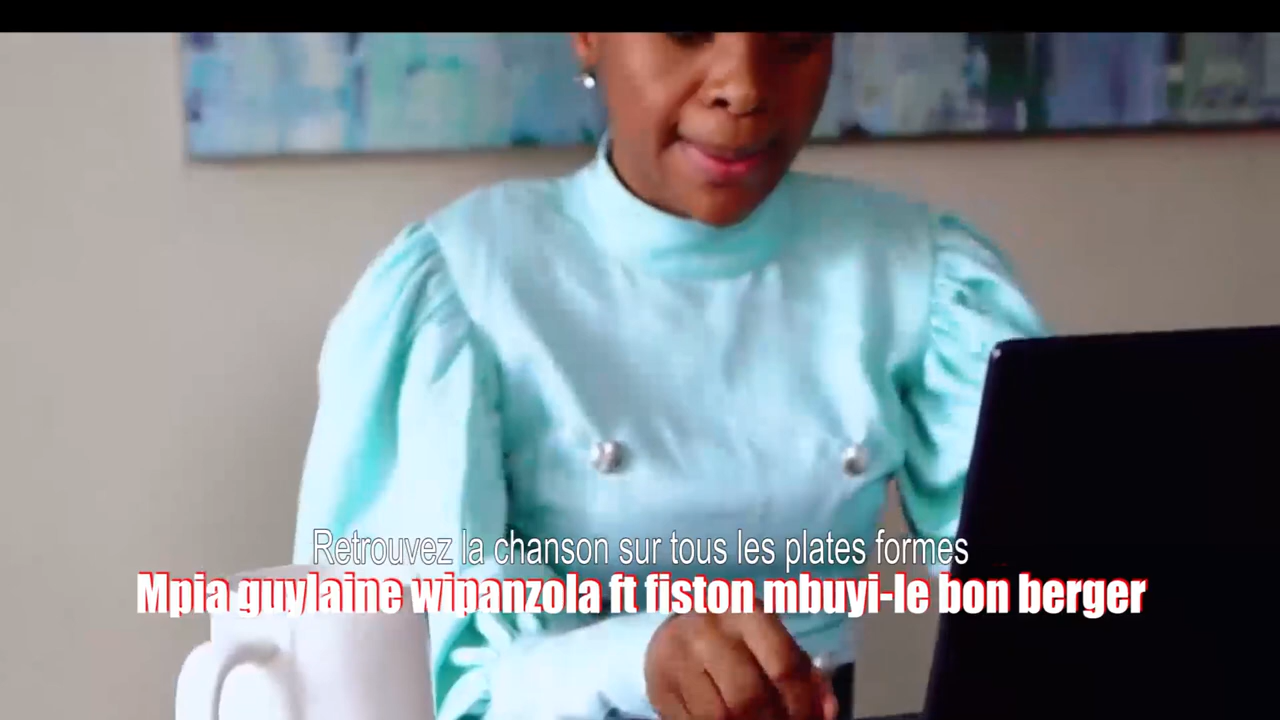 Retrouvez la chanson sur tous les plates formes
Mpia guylaine wipanzola ft fiston mbuyi-le bon berger